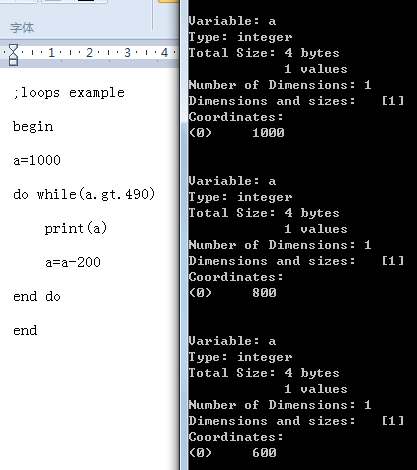 字体
1 2 3 4
;loops example
begin
a=1000
do while(a.gt.490)
print(a)
a=a-200
end do
end
Variable: a
Type: integer
Total Size: 4 bytes
1 values
Number of Dimensions: 1
Dimensions and sizes: [1]
Coordinates:
(0) 1000
Variable: a
Type: integer
Total Size: 4 bytes
1 values
Number of Dimensions: 1
Dimensions and sizes: [1]
Coordinates:
(0) 800
Variable: a
Type: integer
Total Size: 4 bytes
1 values
Number of Dimensions: 1
Dimensions and sizes: [1]
Coordinates:
(0) 600